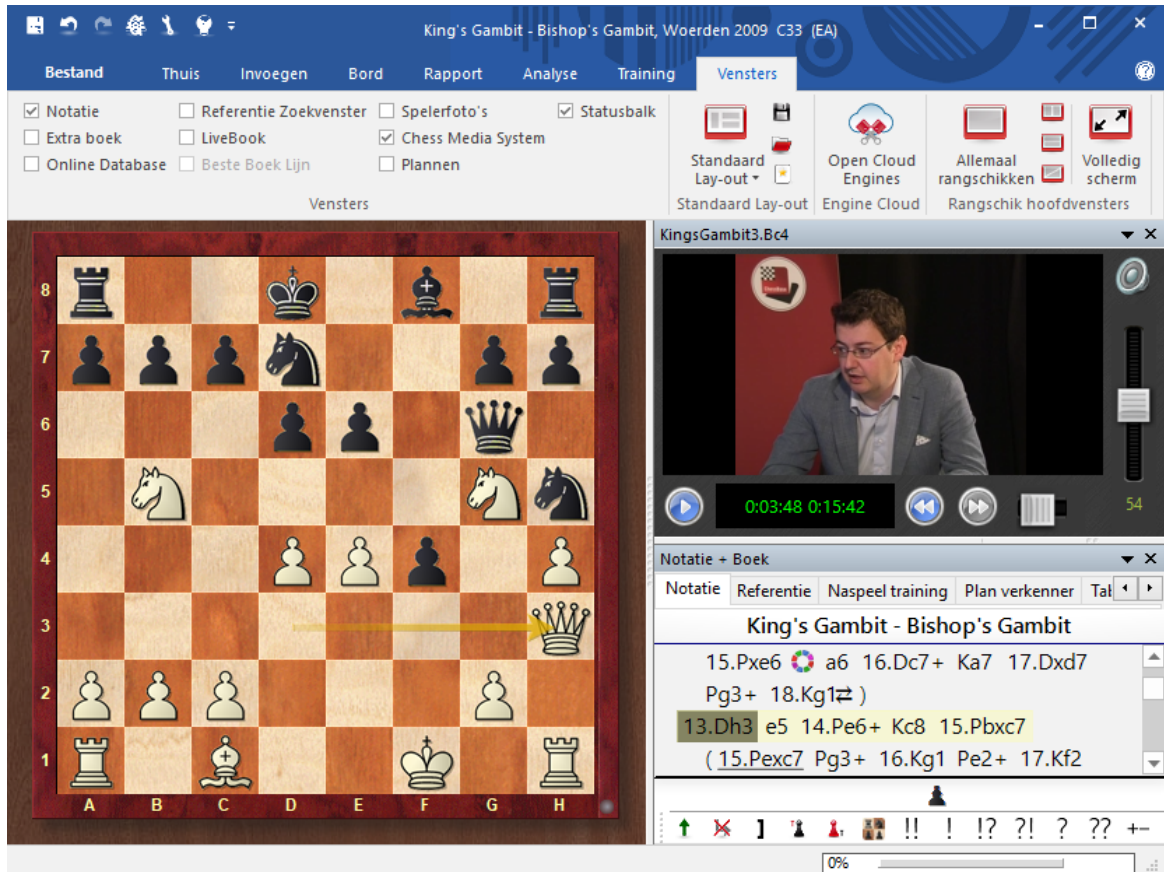 King's Gambit - Bishop's Gambit, Woerden 2009 C33 (EA)
Bestand Thuis Invoegen Bord Rapport Analyse Training Vensters
Notatie Referentie Zoekvenster Spelerfoto's Statusbalk
Extra boek LiveBook Chess Media System
Online Database Beste Boek Lijn Plannen
Standaard Lay-out
Open Cloud Engines
Allemaal rangschikken
Volledig scherm
Vensters Standaard Lay-out Engine Cloud Rangschik hoofdvensters
8
7
6
5
4
3
2
1
A B C D E F G H
KingsGambit3.Bc4
0:03:48 0:15:42
54
Notatie + Boek
Notatie Referentie Naspeel training Plan verkenner Tal
King's Gambit - Bishop's Gambit
15.Pxe6 a6 16.Dc7+ Ka7 17.Dxd7
Pg3+ 18.Kg1⇄ )
13.Dh3 e5 14.Pe6+ Kc8 15.Pbxc7
( 15.Pexc7 Pg3+ 16.Kg1 Pe2+ 17.Kf2
] !! ! !? ?! ? ?? +−
0%